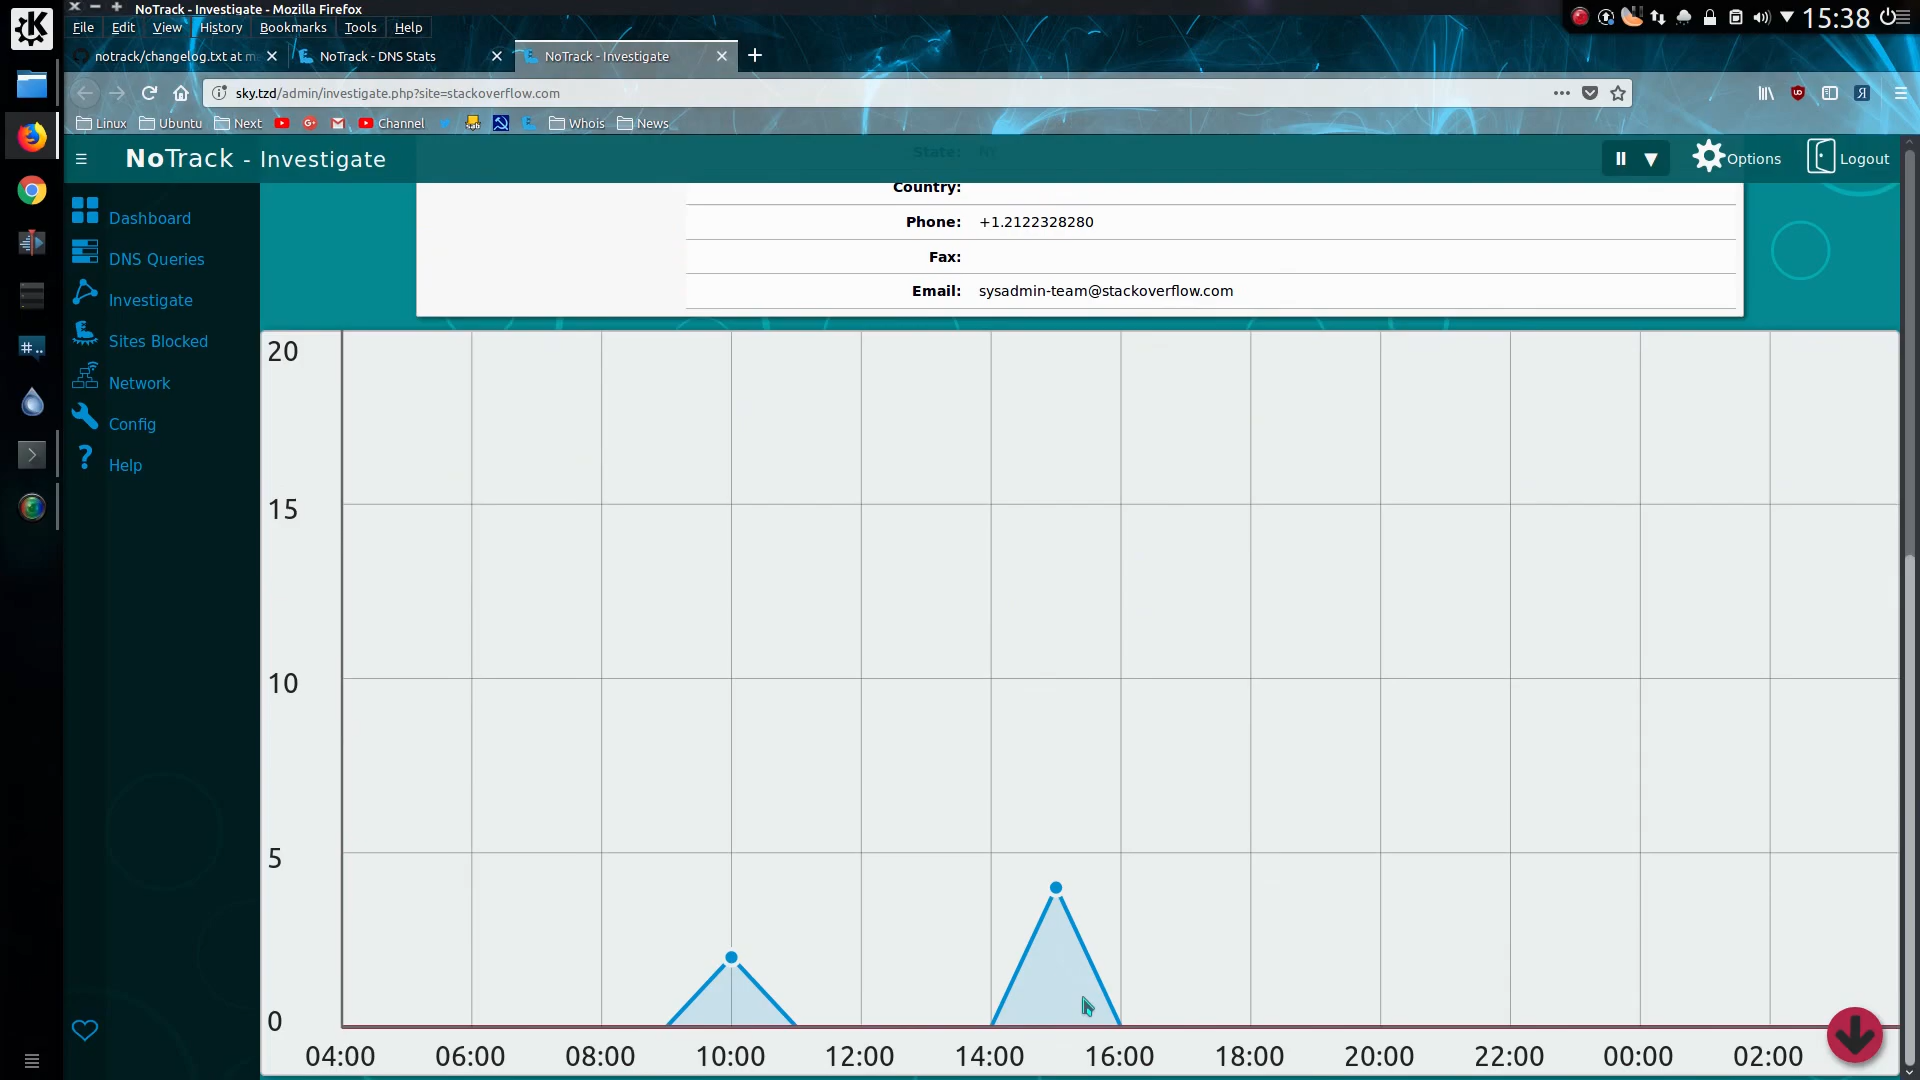 NoTrack - Investigate - Mozilla Firefox
15:38
File Edit View History Bookmarks Tools Help
notrack/changelog.txt at m
NoTrack - DNS Stats
NoTrack - Investigate
sky.tzd/admin/investigate.php?site=stackoverflow.com
Linux Ubuntu Next Channel Whois News
NoTrack - Investigate
Options
Logout
State: NY
Country:
Phone: +1.2122328280
Fax:
Email: sysadmin-team@stackoverflow.com
Dashboard
DNS Queries
Investigate
Sites Blocked
Network
Config
Help
20
15
10
5
0
04:00 06:00 08:00 10:00 12:00 14:00 16:00 18:00 20:00 22:00 00:00 02:00